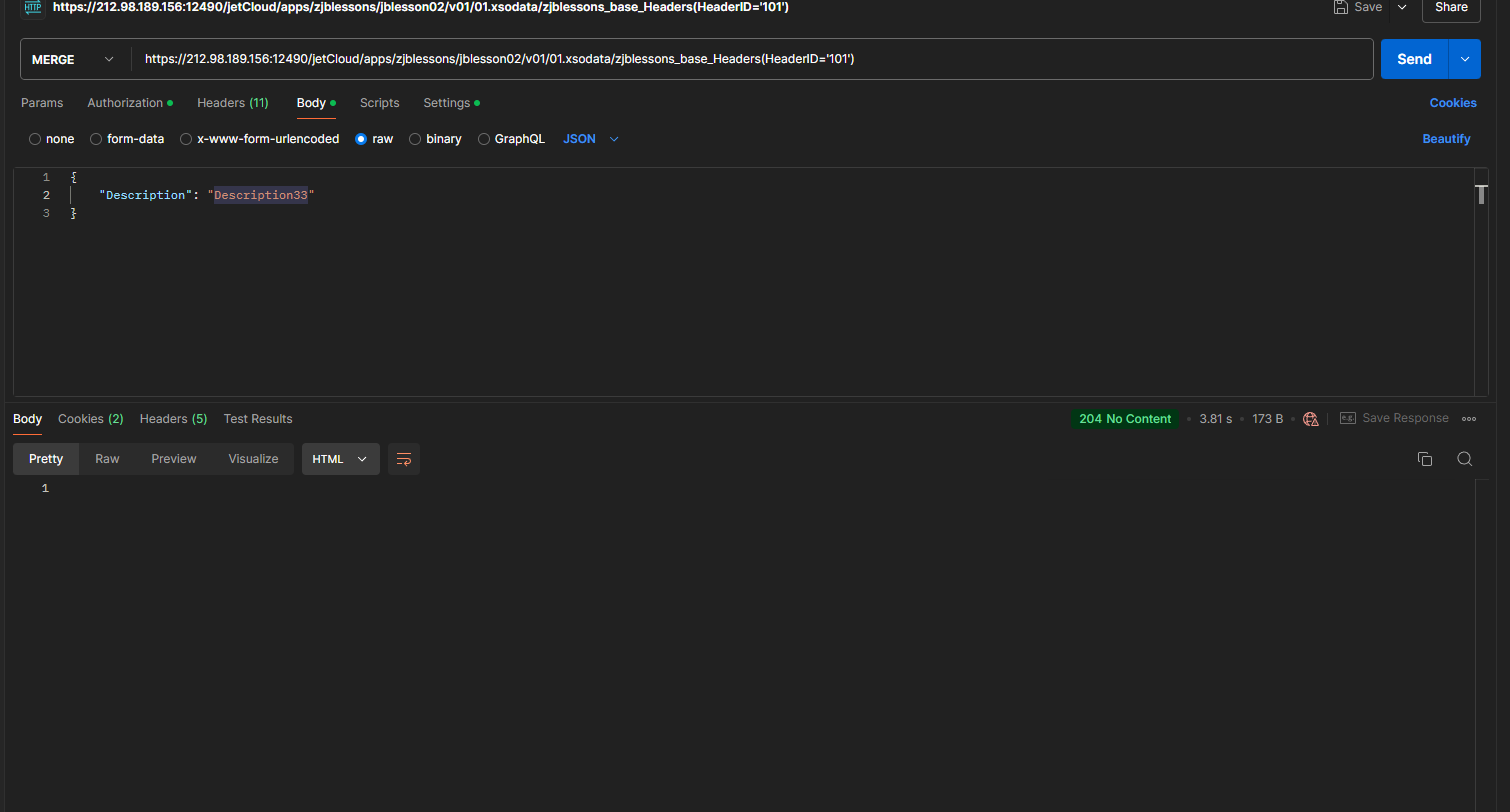 HTTP https://212.98.189.156:12490/jetCloud/apps/zjblessons/jblesson02/v01/01.xsodata/zjblessons_base_Headers(HeaderID='101') Save Share
MERGE https://212.98.189.156:12490/jetCloud/apps/zjblessons/jblesson02/v01/01.xsodata/zjblessons_base_Headers(HeaderID='101') Send
Params Authorization Headers (11) Body Scripts Settings Cookies
none form-data x-www-form-urlencoded raw binary GraphQL JSON Beautify
1 {
2 "Description": "Description33"
3 }
Body Cookies (2) Headers (5) Test Results 204 No Content 3.81 s 173 B e.g. Save Response
Pretty Raw Preview Visualize HTML
1